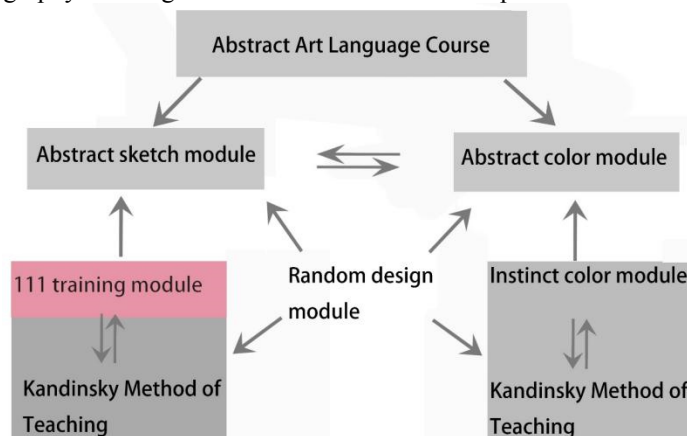 Abstract Art Language Course
Abstract sketch module
Abstract color module
111 training module
Random design
module
Instinct color module
Kandinsky Method of
Teaching
Kandinsky Method of
Teaching